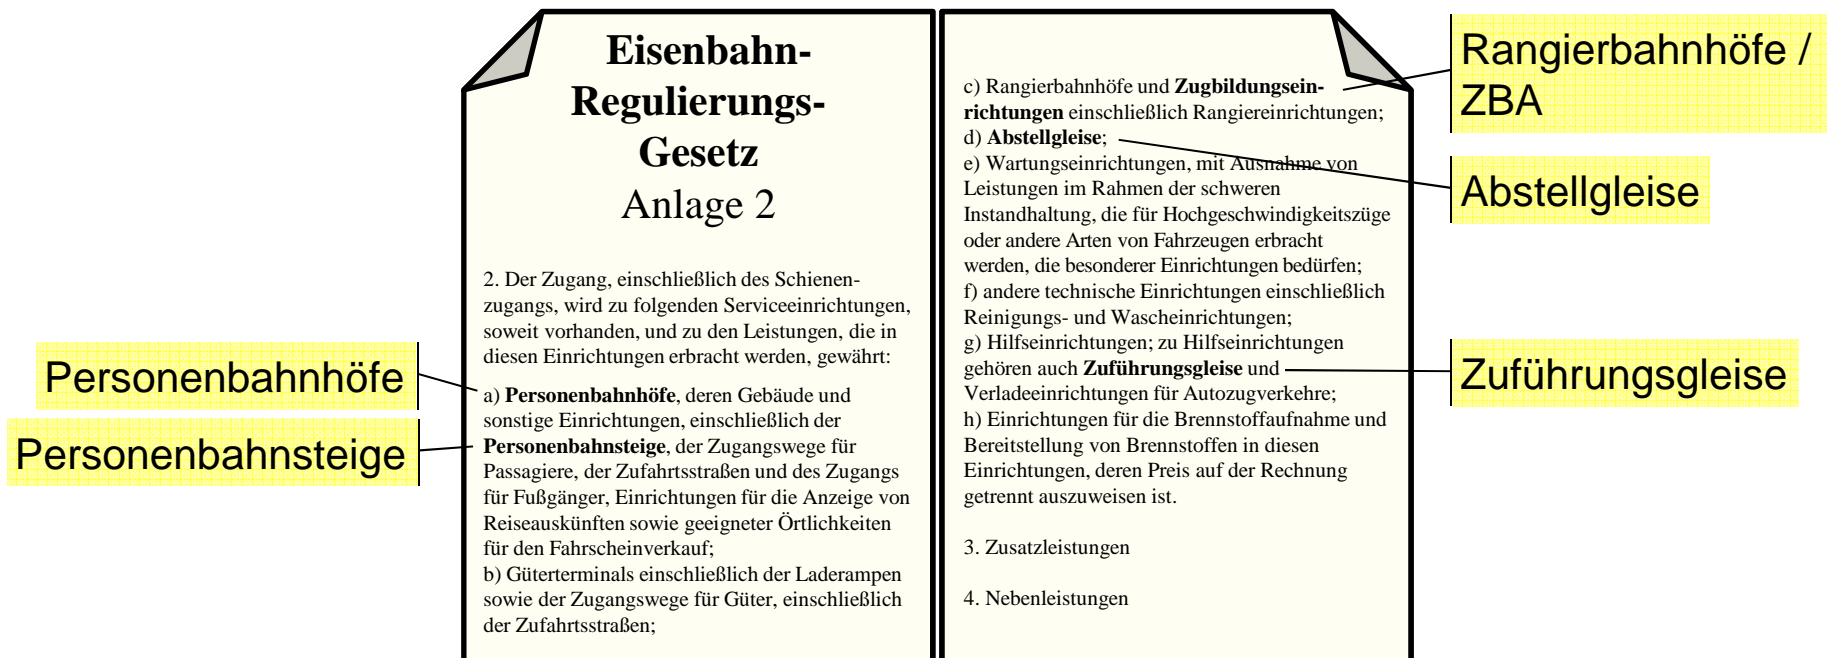 Eisenbahn-
Regulierungs-
Gesetz
Anlage 2
2. Der Zugang, einschließlich des Schienen-
zugangs, wird zu folgenden Serviceeinrichtungen,
soweit vorhanden, und zu den Leistungen, die in
diesen Einrichtungen erbracht werden, gewährt:
a) Personenbahnhöfe, deren Gebäude und
sonstige Einrichtungen, einschließlich der
Personenbahnsteige, der Zugangswege für
Passagiere, der Zufahrtsstraßen und des Zugangs
für Fußgänger, Einrichtungen für die Anzeige von
Reiseauskünften sowie geeigneter Örtlichkeiten
für den Fahrscheinverkauf;
b) Güterterminals einschließlich der Laderampen
sowie der Zugangswege für Güter, einschließlich
der Zufahrtsstraßen;
Personenbahnhöfe
Personenbahnsteige
c) Rangierbahnhöfe und Zugbildungsein-
richtungen einschließlich Rangiereinrichtungen;
d) Abstellgleise;
e) Wartungseinrichtungen, mit Ausnahme von
Leistungen im Rahmen der schweren
Instandhaltung, die für Hochgeschwindigkeitszüge
oder andere Arten von Fahrzeugen erbracht
werden, die besonderer Einrichtungen bedürfen;
f) andere technische Einrichtungen einschließlich
Reinigungs- und Wascheinrichtungen;
g) Hilfseinrichtungen; zu Hilfseinrichtungen
gehören auch Zuführungsgleise und
Verladeeinrichtungen für Autozugverkehre;
h) Einrichtungen für die Brennstoffaufnahme und
Bereitstellung von Brennstoffen in diesen
Einrichtungen, deren Preis auf der Rechnung
getrennt auszuweisen ist.
3. Zusatzleistungen
4. Nebenleistungen
Rangierbahnhöfe /
ZBA
Abstellgleise
Zuführungsgleise